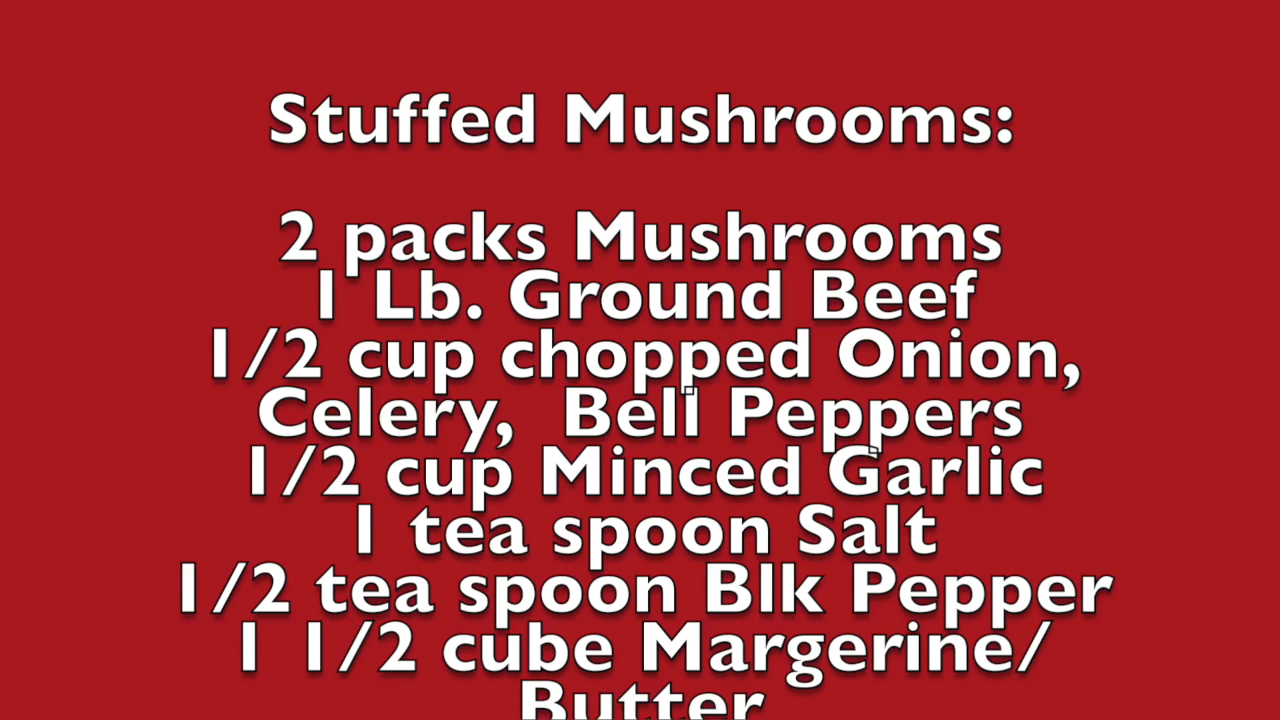 Stuffed Mushrooms:
2 packs Mushrooms
1 Lb. Ground Beef
1/2 cup chopped Onion,
Celery,  Bell Peppers
1/2 cup Minced Garlic
1 tea spoon Salt
1/2 tea spoon Blk Pepper
1 1/2 cube Margerine/
Butter